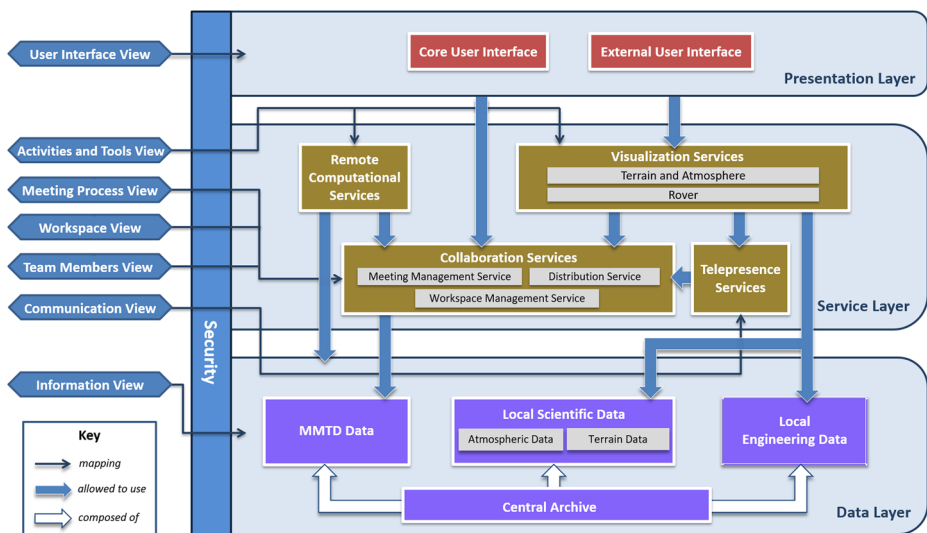 User Interface View
Core User Interface
External User Interface
Presentation Layer
Activities and Tools View
Meeting Process View
Workspace View
Team Members View
Communication View
Information View
Security
Remote
Computational
Services
Visualization Services
Terrain and Atmosphere
Rover
Collaboration Services
Meeting Management Service
Distribution Service
Workspace Management Service
Telepresence
Services
Service Layer
MMTD Data
Local Scientific Data
Atmospheric Data
Terrain Data
Local
Engineering Data
Central Archive
Data Layer
Key
mapping
allowed to use
composed of